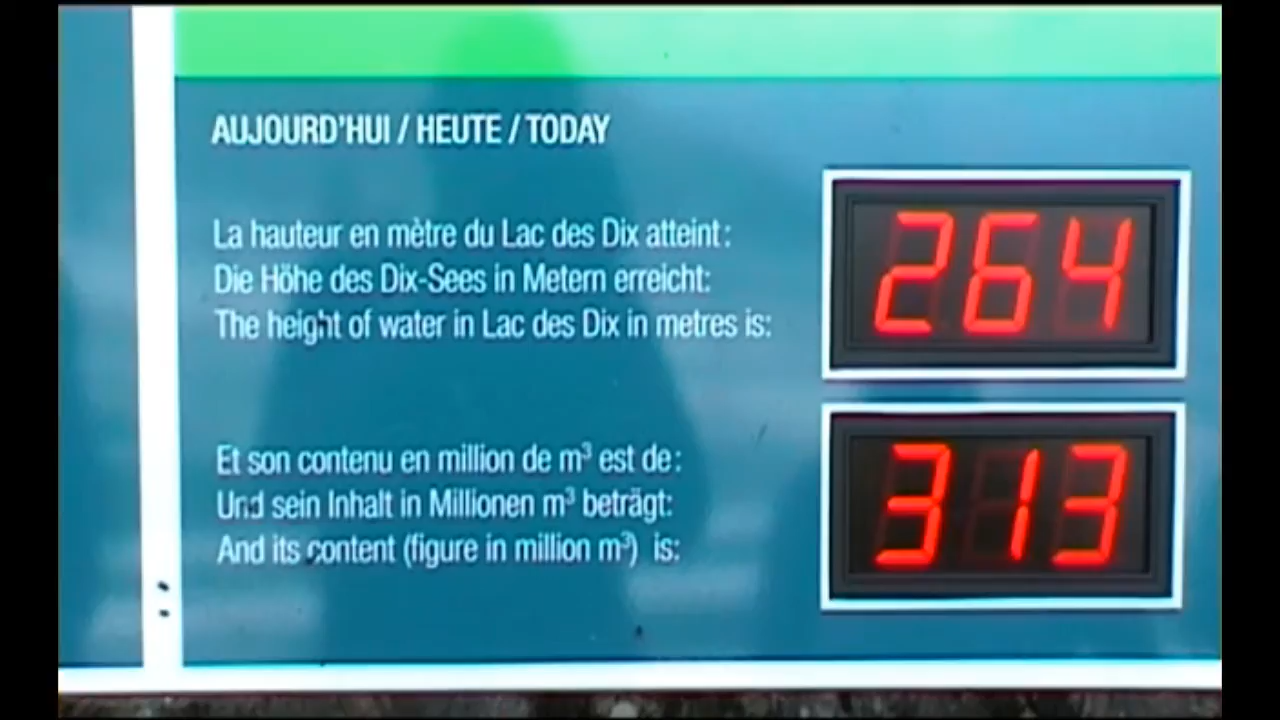 AUJOURD'HUI / HEUTE / TODAY
La hauteur en mètre du Lac des Dix atteint :
Die Höhe des Dix-Sees in Metern erreicht:
The height of water in Lac des Dix in metres is:
264
Et son contenu en million de m³ est de :
Und sein Inhalt in Millionen m³ beträgt:
And its content (figure in million m³) is:
313